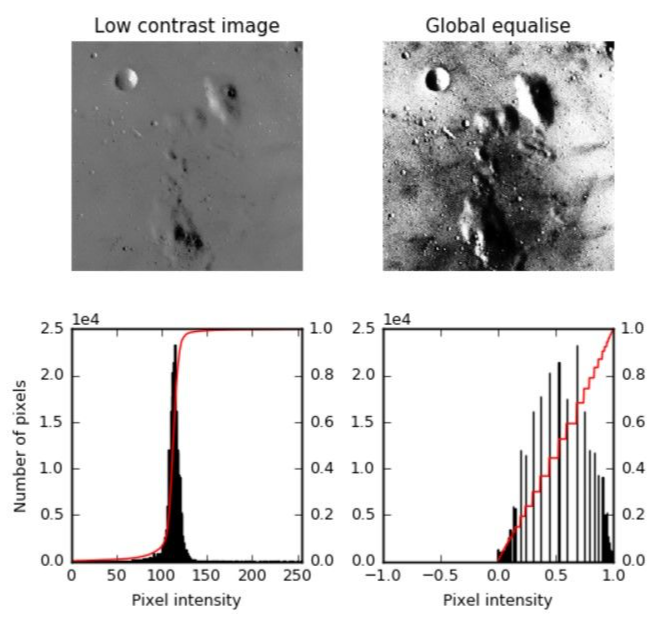 Low contrast image
Global equalise
1e4
2.5
2.0
1.5
1.0
0.5
0.0
Number of pixels
1.0
0.8
0.6
0.4
0.2
0.0
0 50 100 150 200 250
Pixel intensity
1e4
2.5
2.0
1.5
1.0
0.5
0.0
1.0
0.8
0.6
0.4
0.2
0.0
−1.0 −0.5 0.0 0.5 1.0
Pixel intensity